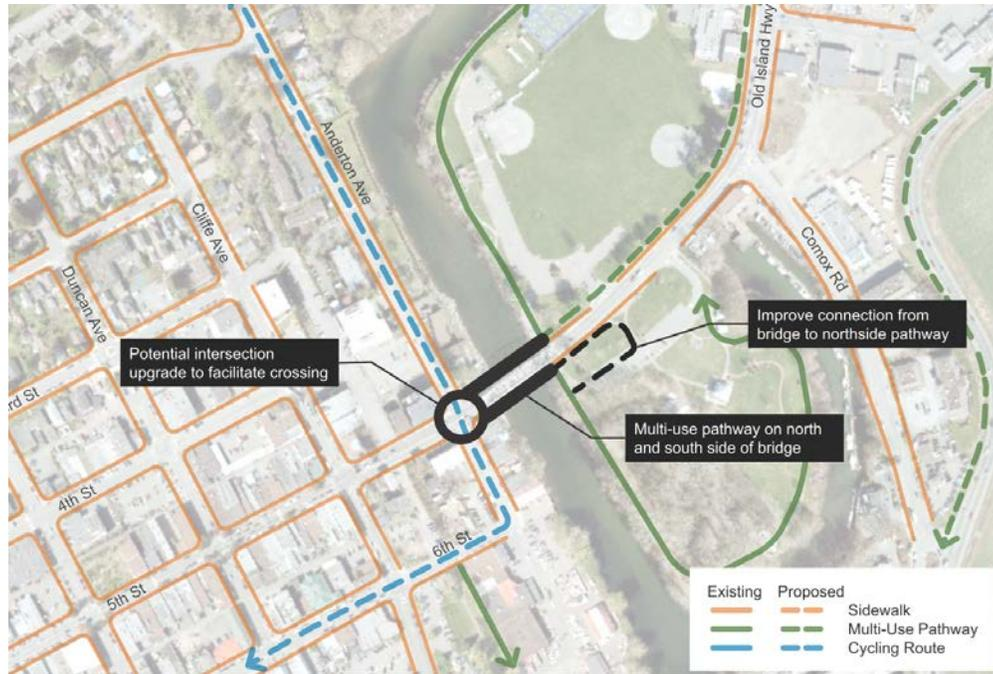 Old Island Hwy
Anderton Ave
Cliffe Ave
Duncan Ave
Comox Rd
Improve connection from
bridge to northside pathway
Potential intersection
upgrade to facilitate crossing
rd St
Multi-use pathway on north
and south side of bridge
4th St
6th St
5th St
Existing Proposed
Sidewalk
Multi-Use Pathway
Cycling Route